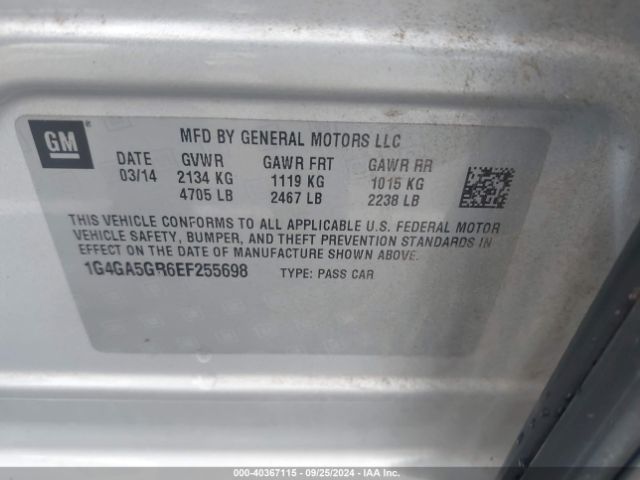 GM ®
MFD BY GENERAL MOTORS LLC
DATE GVWR GAWR FRT GAWR RR
03/14 2134 KG 1119 KG 1015 KG
4705 LB 2467 LB 2238 LB
THIS VEHICLE CONFORMS TO ALL APPLICABLE U.S. FEDERAL MOTOR
VEHICLE SAFETY, BUMPER, AND THEFT PREVENTION STANDARDS IN
EFFECT ON THE DATE OF MANUFACTURE SHOWN ABOVE.
1G4GA5GR6EF255698 TYPE: PASS CAR
000-40367115 - 09/25/2024 - IAA Auctions